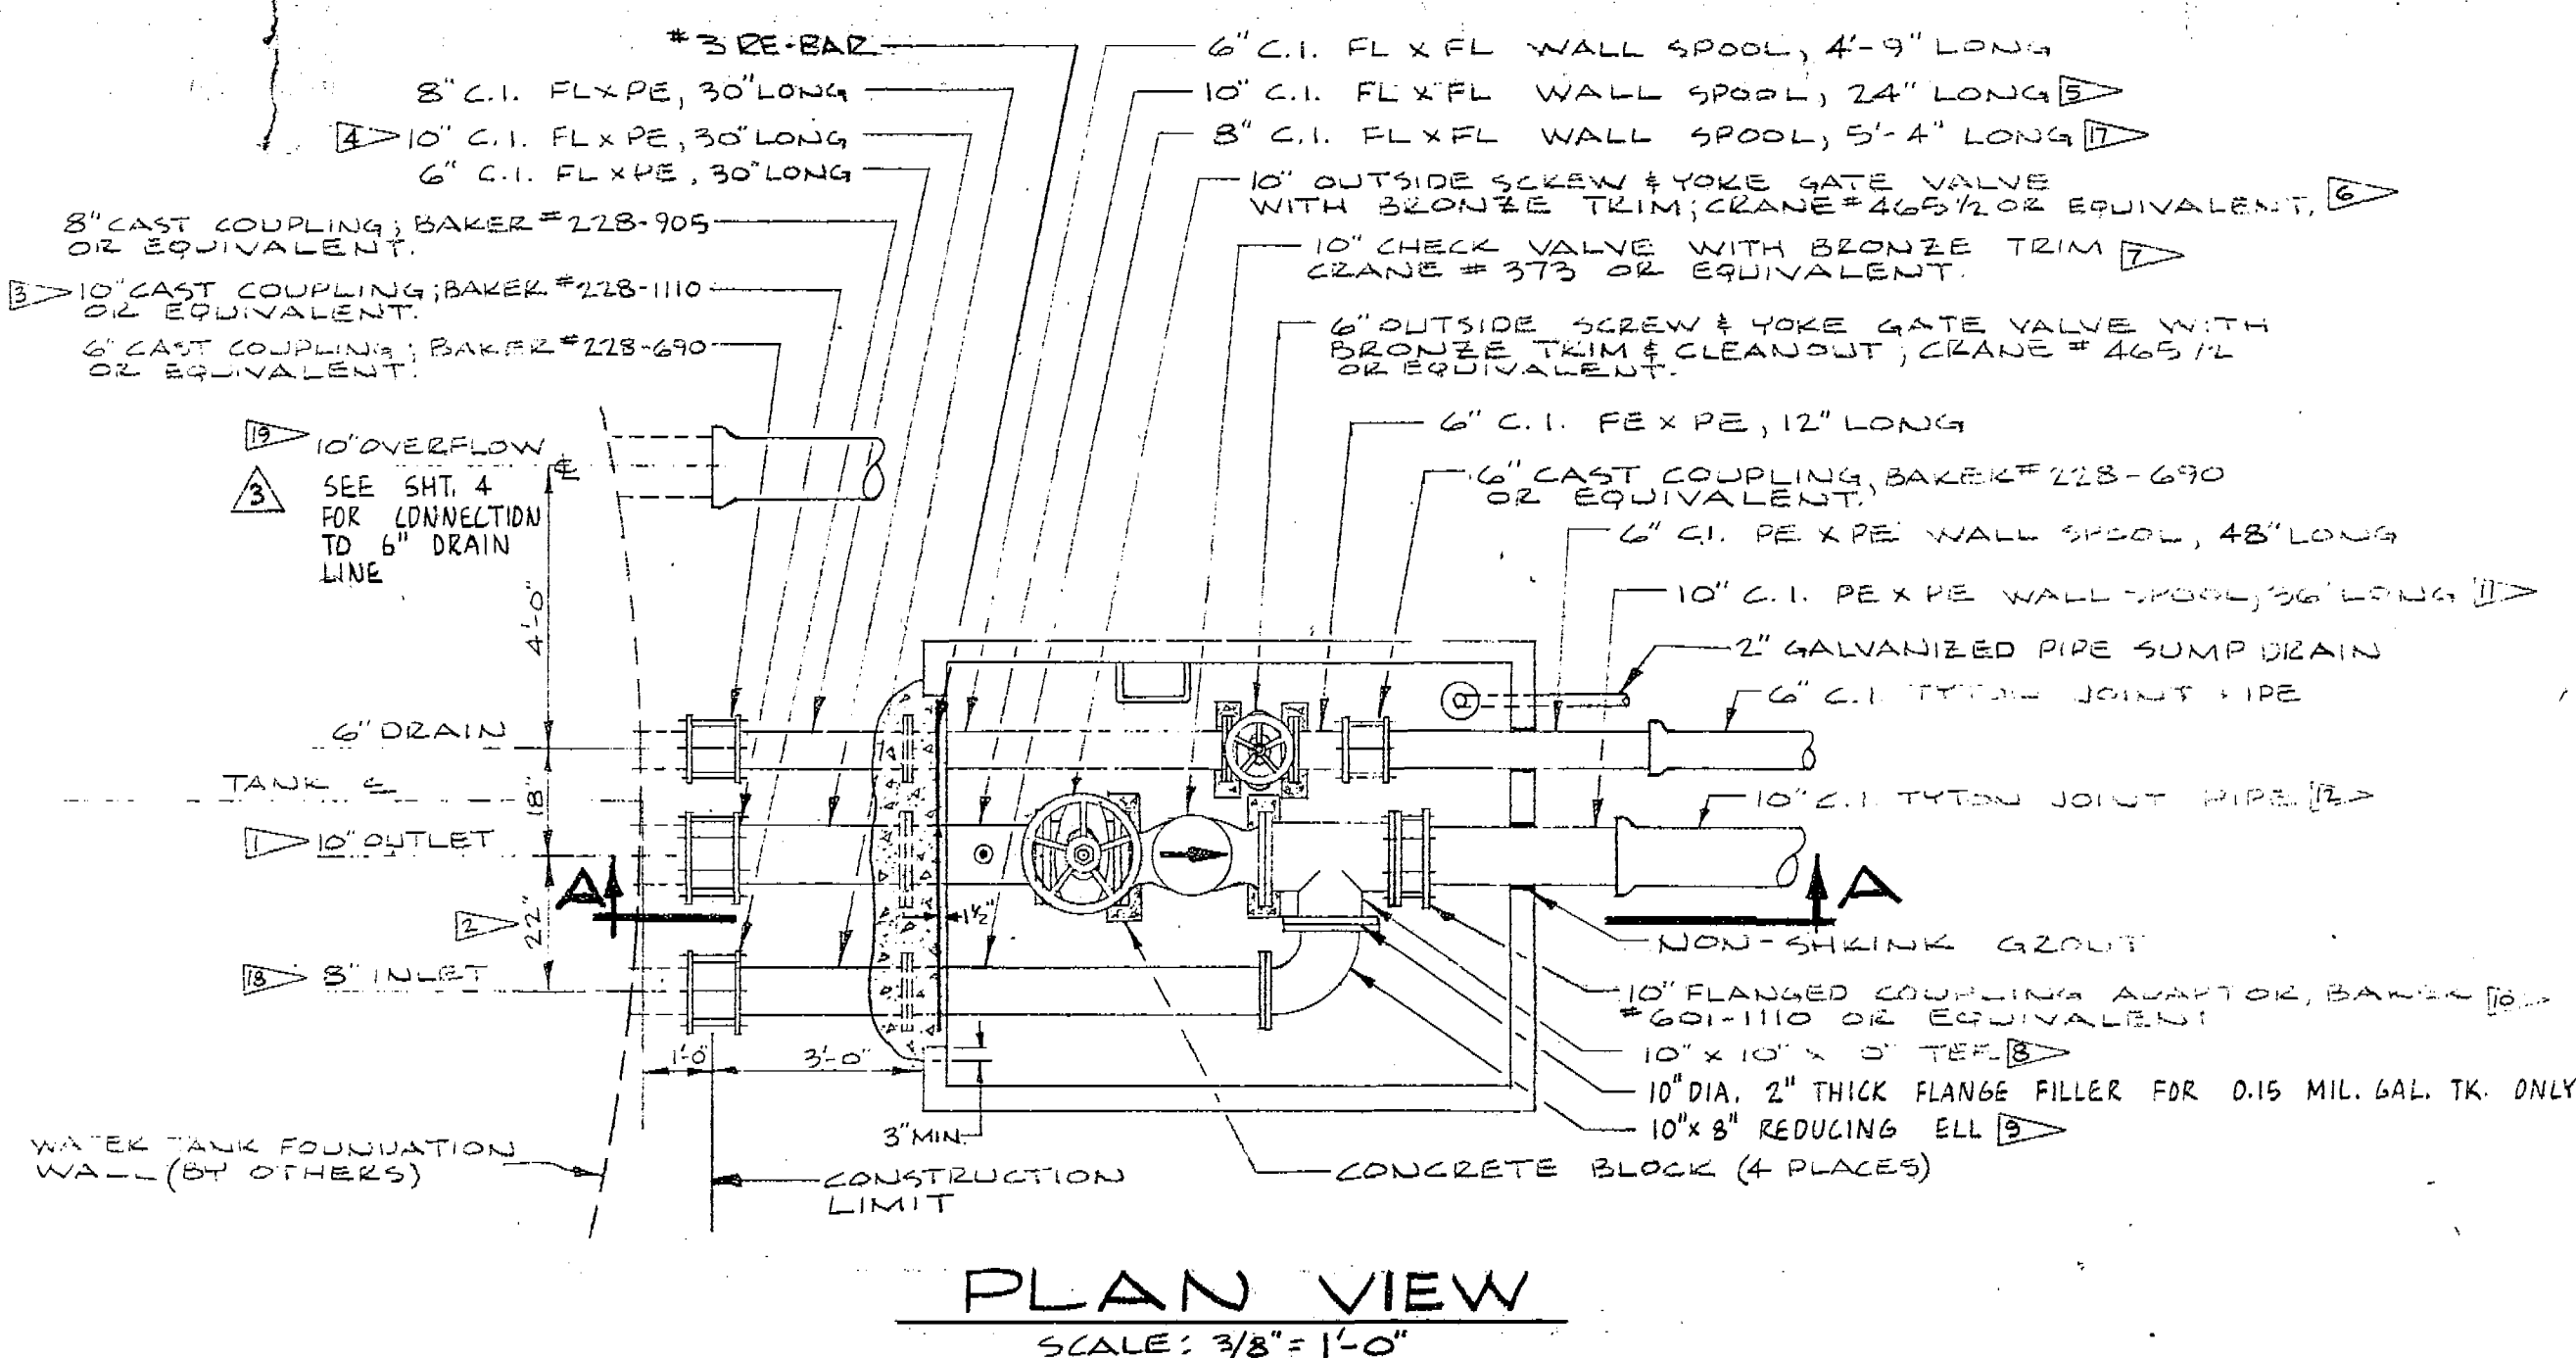 #3 RE-BAR
8" C.I. FL X PE, 30" LONG
4 10" C.I. FL X PE, 30" LONG
6" C.I. FL X PE, 30" LONG
8" CAST COUPLING; BAKER #228-905
OR EQUIVALENT.
3 10" CAST COUPLING; BAKER #228-1110
OR EQUIVALENT.
6" CAST COUPLING; BAKER #228-690
OR EQUIVALENT.
6" C.I. FL X FL WALL SPOOL, 4'-9" LONG
10" C.I. FL X FL WALL SPOOL, 24" LONG 5
8" C.I. FL X FL WALL SPOOL, 5'-4" LONG 17
10" OUTSIDE SCREW & YOKE GATE VALVE
WITH BRONZE TRIM; CRANE #465 1/2 OR EQUIVALENT. 6
10" CHECK VALVE WITH BRONZE TRIM 7
CRANE #373 OR EQUIVALENT.
6" OUTSIDE SCREW & YOKE GATE VALVE WITH
BRONZE TRIM & CLEANOUT; CRANE #465 1/2
OR EQUIVALENT.
6" C.I. FE X PE, 12" LONG
6" CAST COUPLING, BAKER #228-690
OR EQUIVALENT.
6" C.I. PE X PE WALL SPOOL, 48" LONG
10" C.I. PE X PE WALL SPOOL, 36" LONG 11
2" GALVANIZED PIPE SUMP DRAIN
6" C.I. TYTON JOINT PIPE
10" C.I. TYTON JOINT PIPE 12
19 10" OVERFLOW
℄
3 SEE SHT. 4
FOR CONNECTION
TO 6" DRAIN
LINE
4'-0"
6" DRAIN
TANK ℄
18"
1 10" OUTLET
A
A
2 22"
18 8" INLET
1 1/2"
1'-0"
3'-0"
3" MIN.
NON-SHRINK GROUT
10" FLANGED COUPLING ADAPTOR, BAKER 10
#601-1110 OR EQUIVALENT
10" X 10" X 10" TEE 8
10" DIA. 2" THICK FLANGE FILLER FOR 0.15 MIL. GAL. TK. ONLY
10" X 8" REDUCING ELL 9
WATER TANK FOUNDATION
WALL (BY OTHERS)
CONSTRUCTION
LIMIT
CONCRETE BLOCK (4 PLACES)
PLAN VIEW
SCALE: 3/8" = 1'-0"